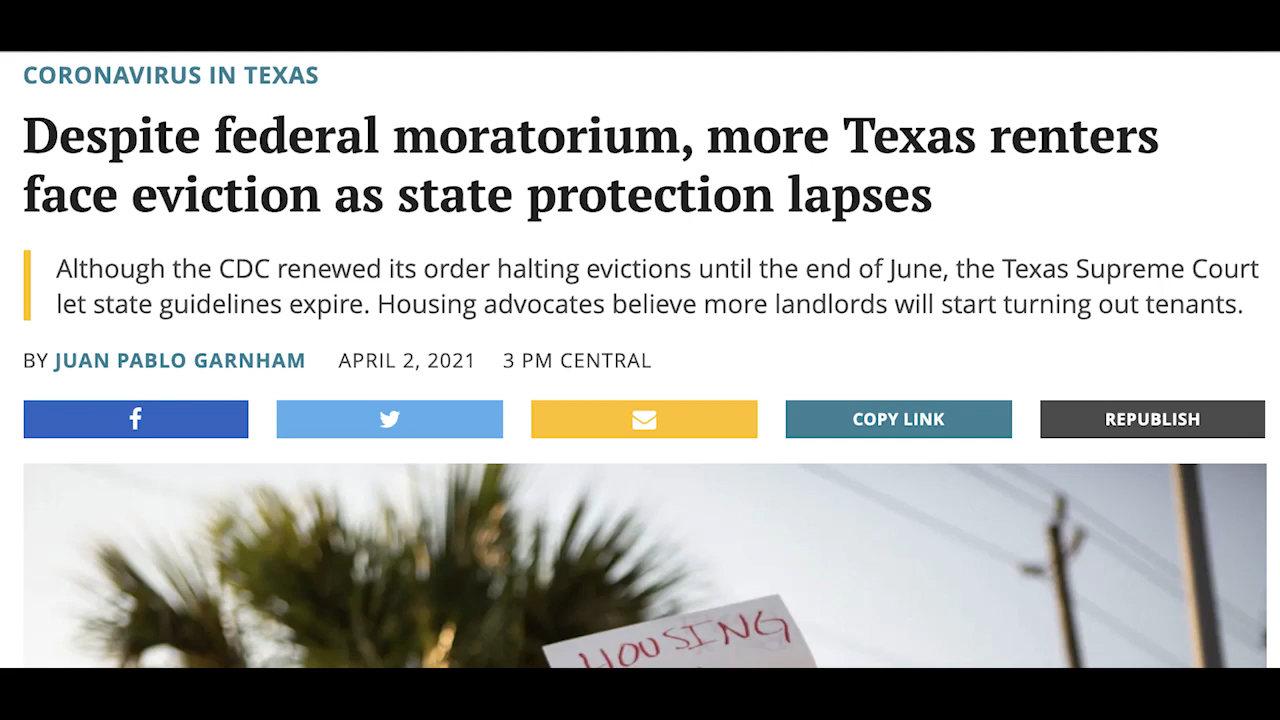 CORONAVIRUS IN TEXAS
Despite federal moratorium, more Texas renters
face eviction as state protection lapses
Although the CDC renewed its order halting evictions until the end of June, the Texas Supreme Court
let state guidelines expire. Housing advocates believe more landlords will start turning out tenants.
BY JUAN PABLO GARNHAM APRIL 2, 2021 3 PM CENTRAL
COPY LINK REPUBLISH
HOUSING